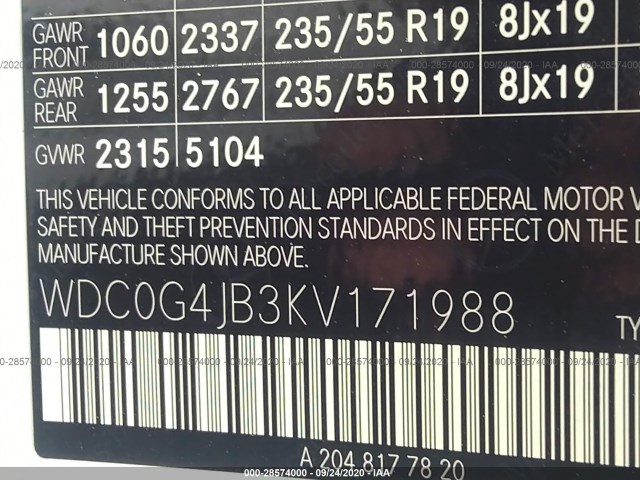 GAWR FRONT 1060 2337 235/55 R19 8Jx19
GAWR REAR 1255 2767 235/55 R19 8Jx19
GVWR 2315 5104
THIS VEHICLE CONFORMS TO ALL APPLICABLE FEDERAL MOTOR V
SAFETY AND THEFT PREVENTION STANDARDS IN EFFECT ON THE D
MANUFACTURE SHOWN ABOVE.
WDC0G4JB3KV171988
TY
A 204 817 78 20
000-28574000 - 09/24/2020 - IAAI.com